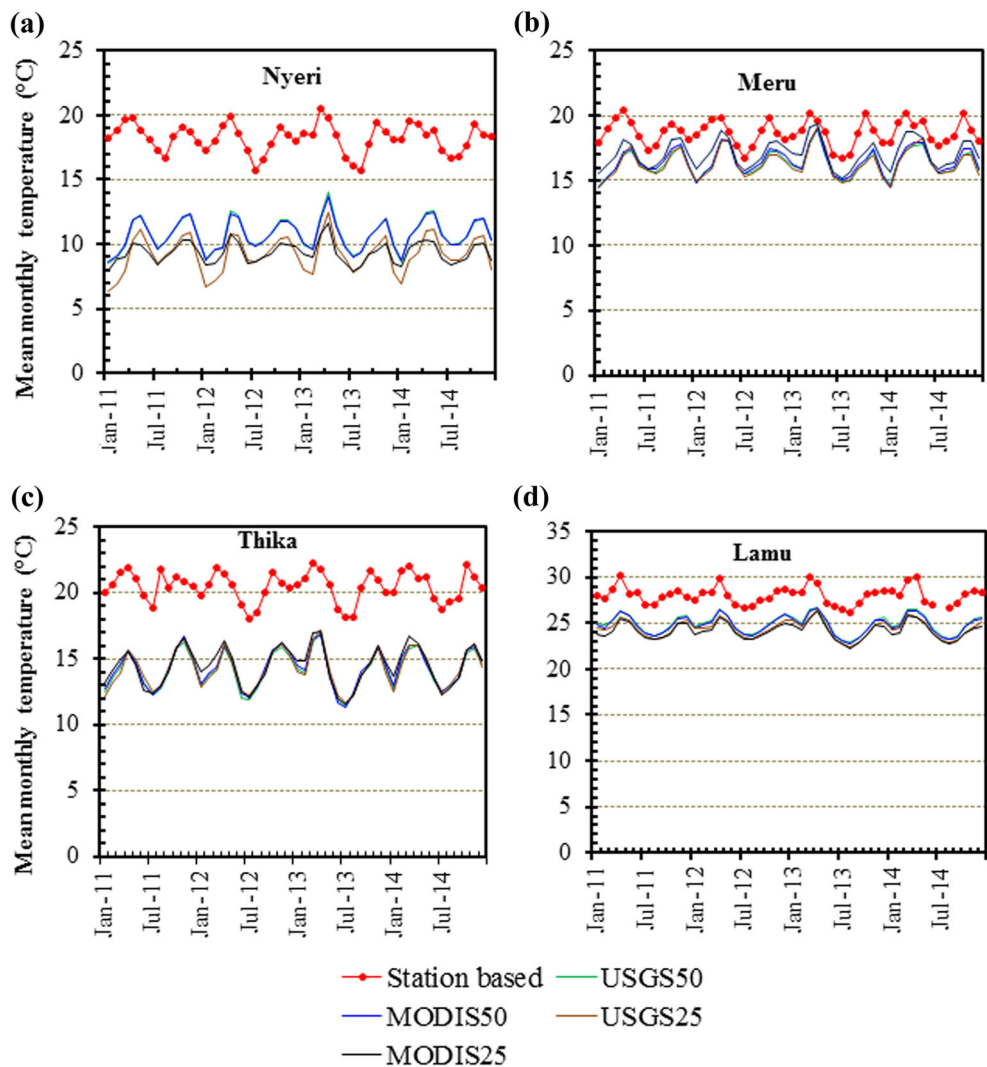 (a)
(b)
Mean monthly temperature (°C)
25
20
15
10
5
0
Nyeri
Jan-11
Jul-11
Jan-12
Jul-12
Jan-13
Jul-13
Jan-14
Jul-14
25
20
15
10
5
0
Meru
Jan-11
Jul-11
Jan-12
Jul-12
Jan-13
Jul-13
Jan-14
Jul-14
(c)
(d)
Mean monthly temperature (°C)
25
20
15
10
5
0
Thika
Jan-11
Jul-11
Jan-12
Jul-12
Jan-13
Jul-13
Jan-14
Jul-14
35
30
25
20
15
10
5
0
Lamu
Jan-11
Jul-11
Jan-12
Jul-12
Jan-13
Jul-13
Jan-14
Jul-14
Station based
USGS50
MODIS50
USGS25
MODIS25